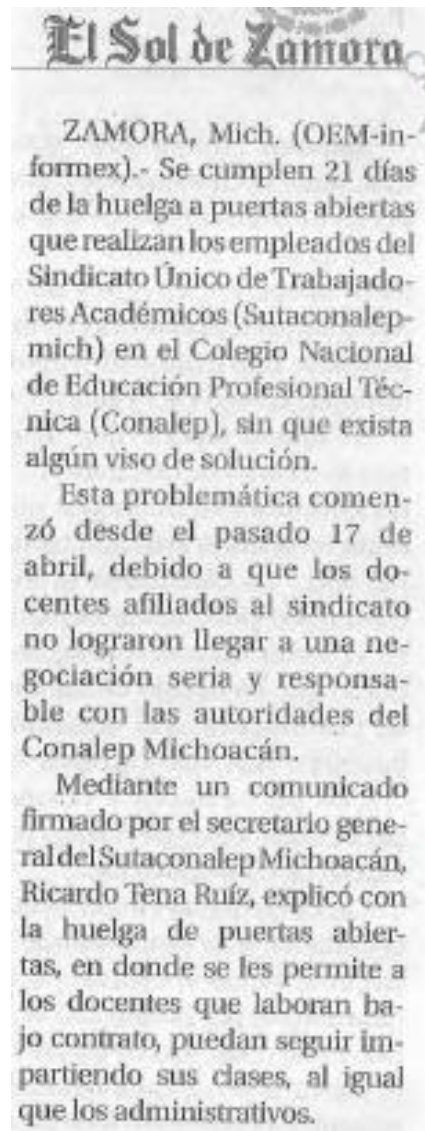 El Sol de Zamora
ZAMORA, Mich. (OEM-in-
formex).- Se cumplen 21 días
de la huelga a puertas abiertas
que realizan los empleados del
Sindicato Único de Trabajado-
res Académicos (Sutaconalep-
mich) en el Colegio Nacional
de Educación Profesional Téc-
nica (Conalep), sin que exista
algún viso de solución.
Esta problemática comen-
zó desde el pasado 17 de
abril, debido a que los do-
centes afiliados al sindicato
no lograron llegar a una ne-
gociación seria y responsa-
ble con las autoridades del
Conalep Michoacán.
Mediante un comunicado
firmado por el secretario gene-
ral del Sutaconalep Michoacán,
Ricardo Tena Ruíz, explicó con
la huelga de puertas abier-
tas, en donde se les permite a
los docentes que laboran ba-
jo contrato, puedan seguir im-
partiendo sus clases, al igual
que los administrativos.